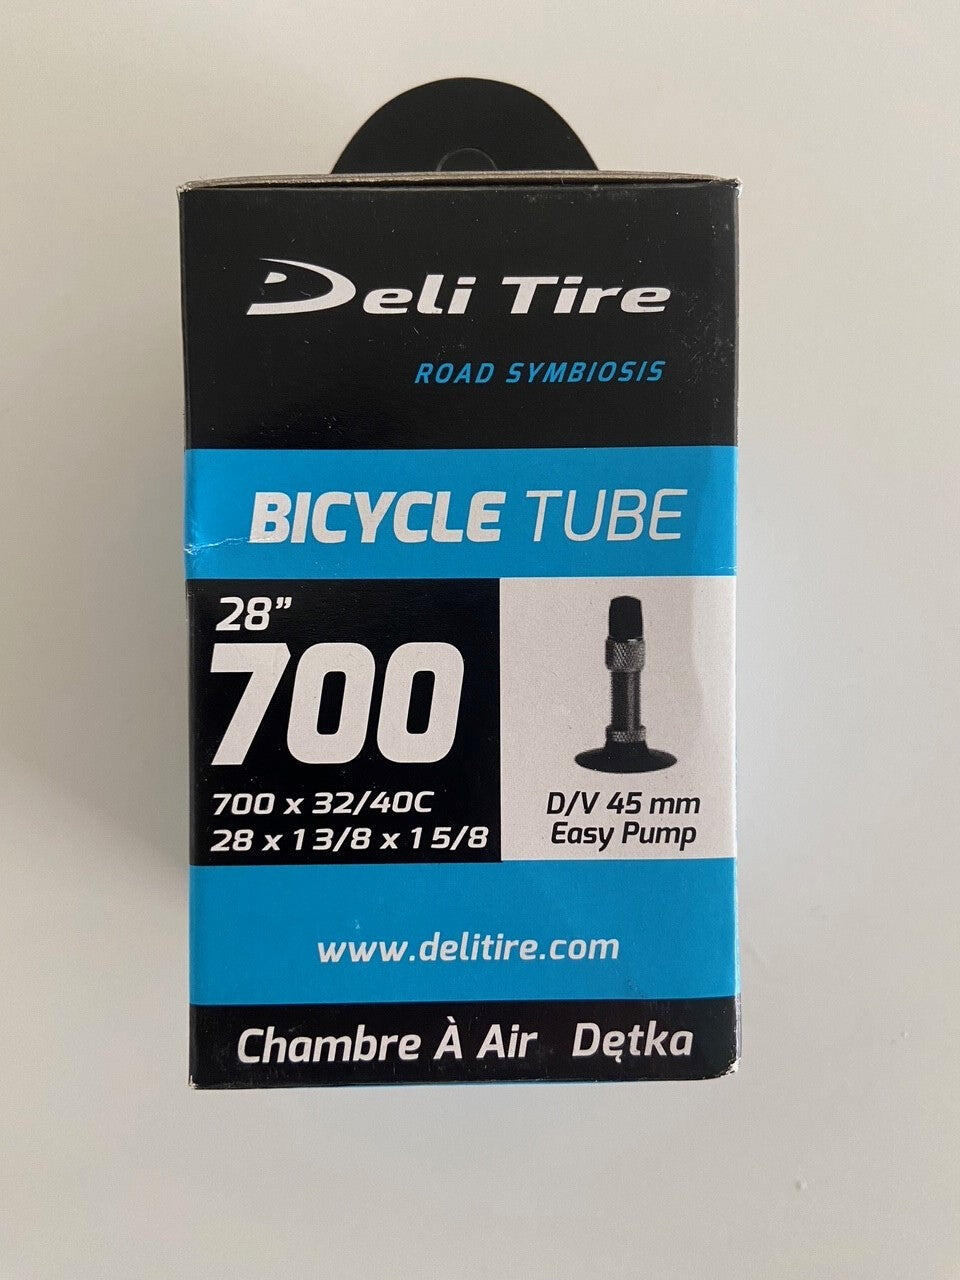 Deli Tire
ROAD SYMBIOSIS
BICYCLE TUBE
28”
700
700 x 32/40C
28 x 1 3/8 x 1 5/8
D/V 45 mm
Easy Pump
www.delitire.com
Chambre À Air Dętka